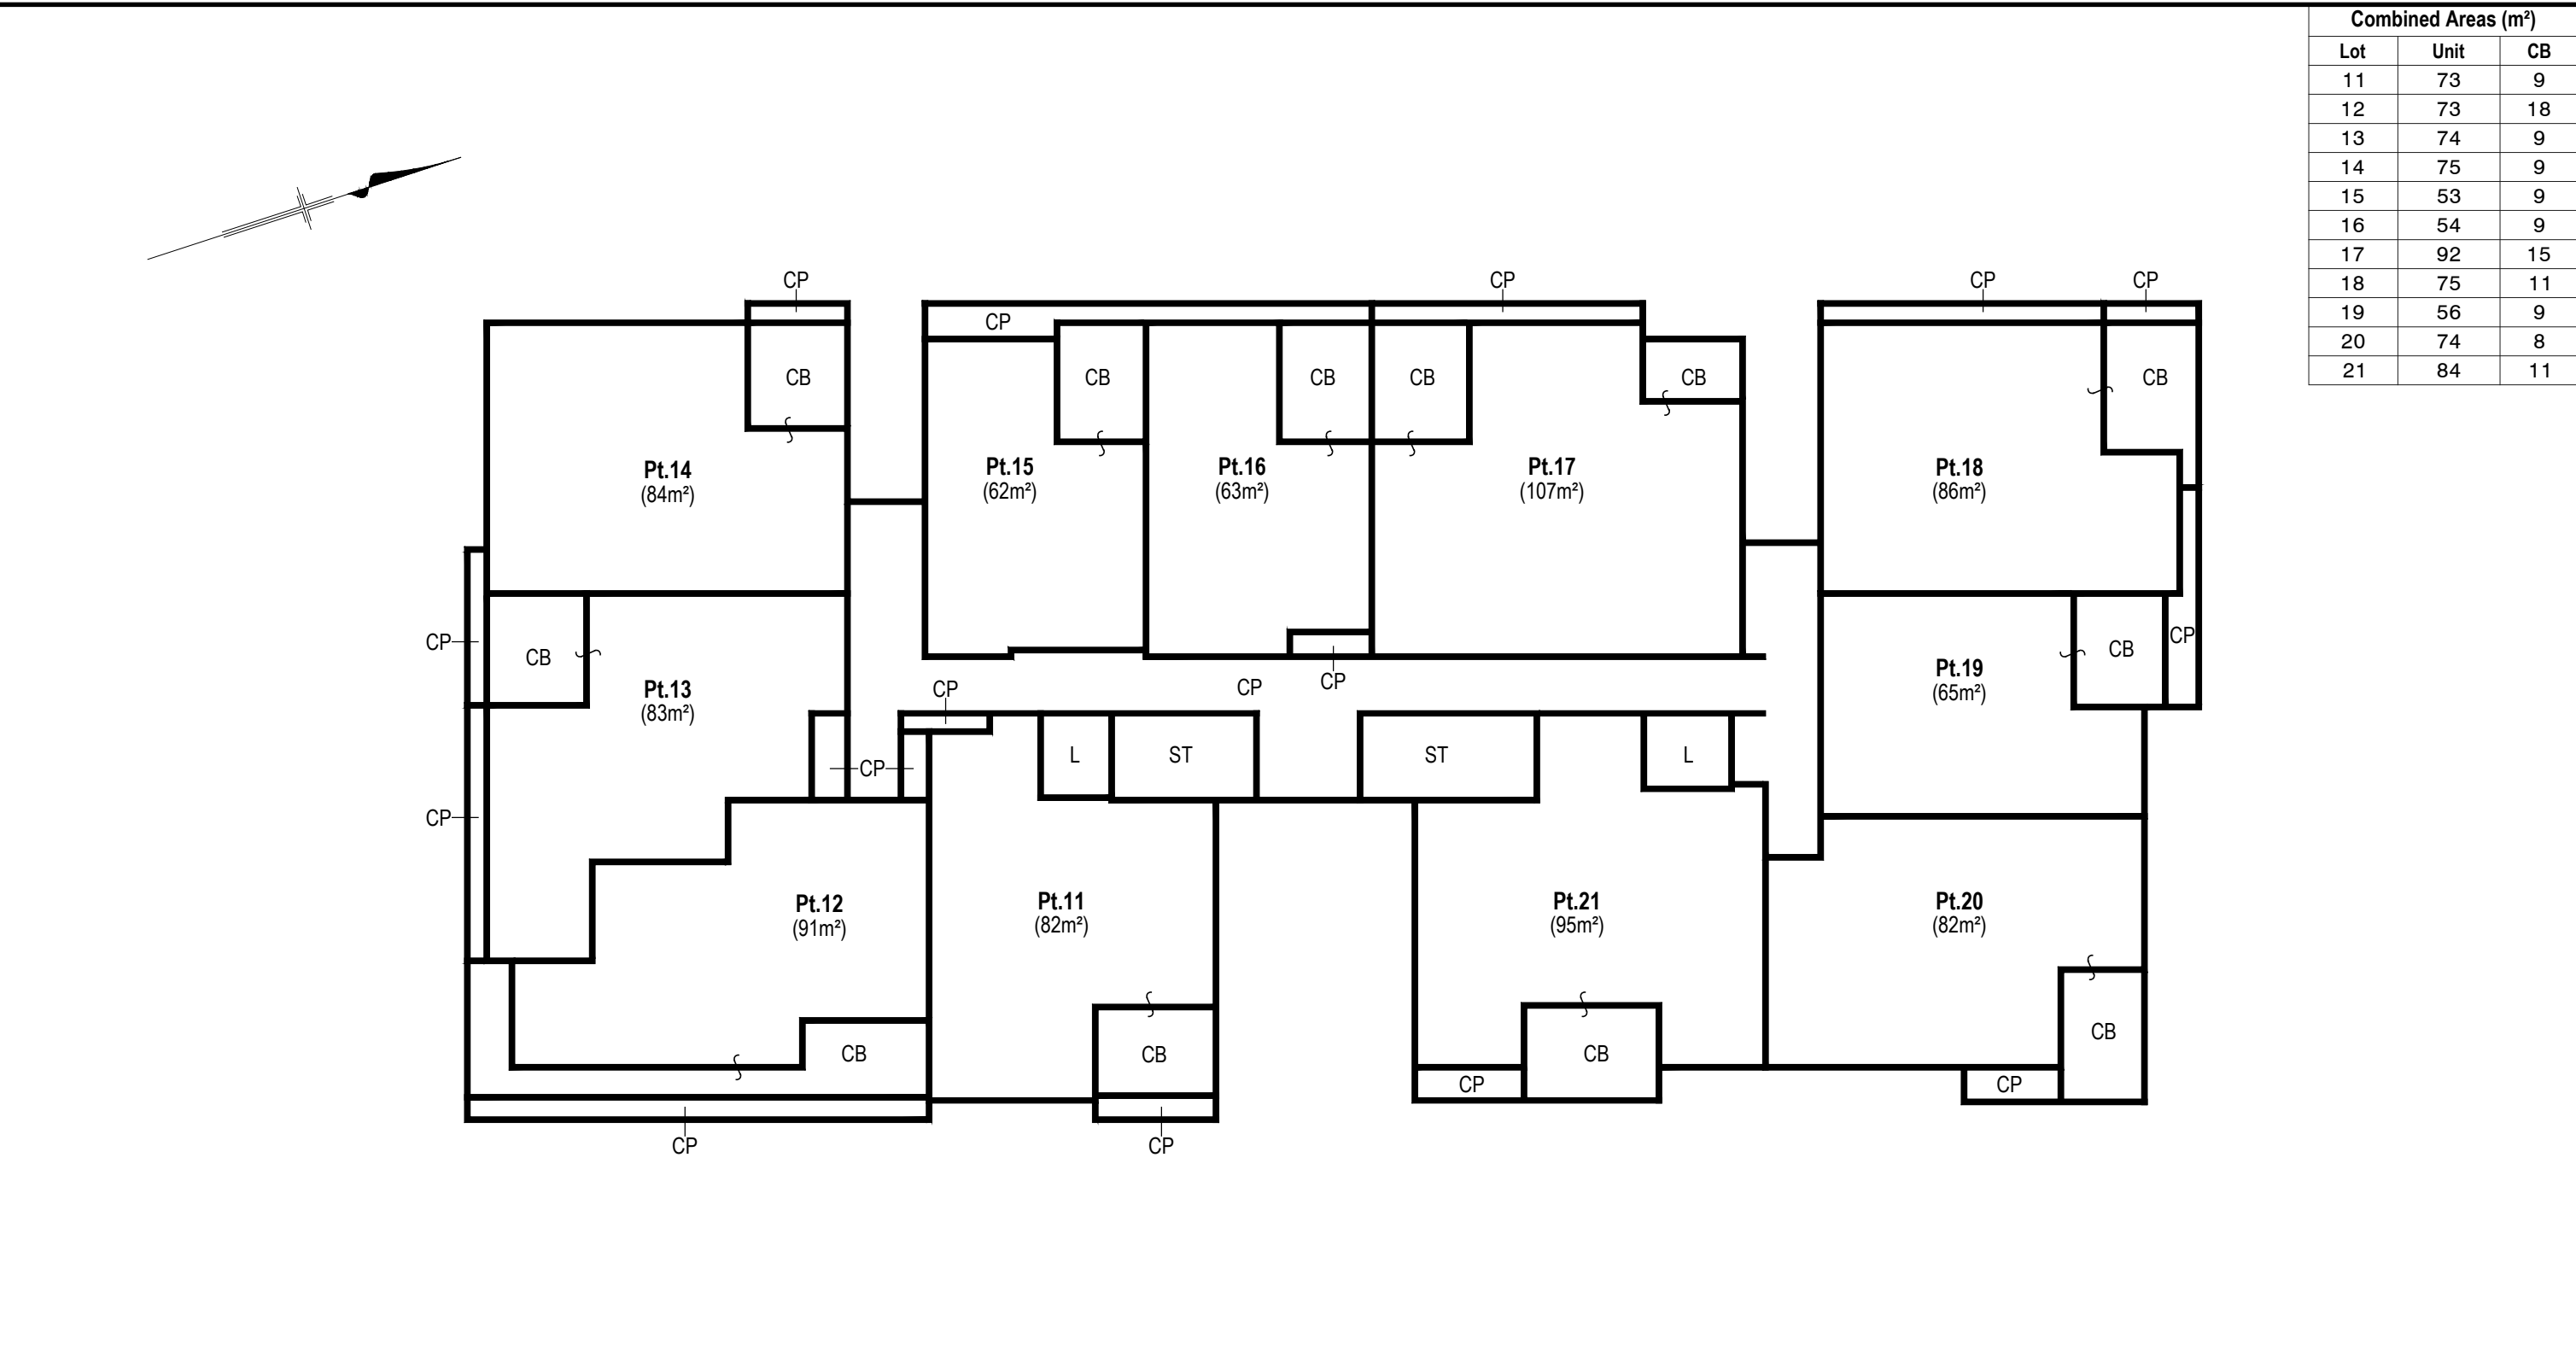 Combined Areas (m²)
Lot Unit CB
11 73 9
12 73 18
13 74 9
14 75 9
15 53 9
16 54 9
17 92 15
18 75 11
19 56 9
20 74 8
21 84 11
CP
CP
CP
CP
CP
CB
CB
CB
CB
CB
CB
Pt.14
(84m²)
Pt.15
(62m²)
Pt.16
(63m²)
Pt.17
(107m²)
Pt.18
(86m²)
CP
CB
Pt.13
(83m²)
CP
CP
CP
Pt.19
(65m²)
CB
CP
CP
CP
L
ST
ST
L
Pt.12
(91m²)
Pt.11
(82m²)
Pt.21
(95m²)
Pt.20
(82m²)
CB
CB
CB
CB
CP
CP
CP
CP